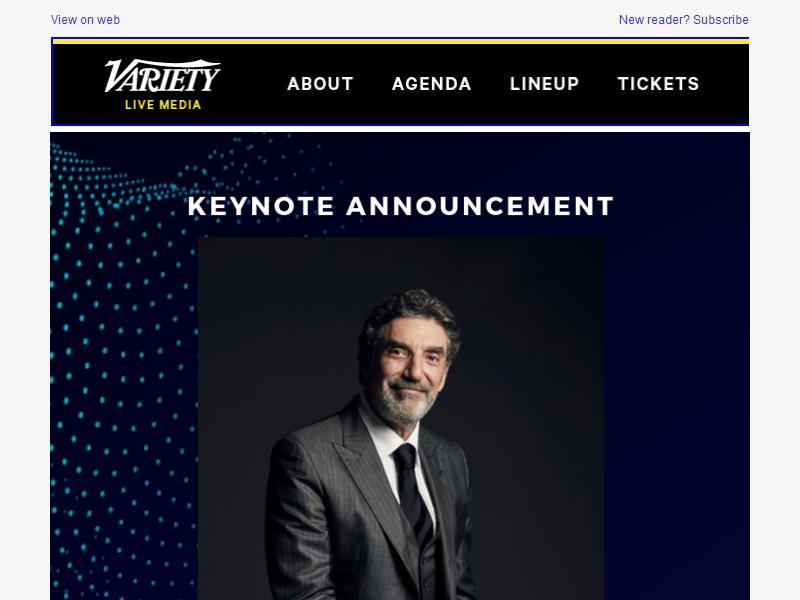 View on web
New reader? Subscribe
VARIETY
LIVE MEDIA
ABOUT
AGENDA
LINEUP
TICKETS
KEYNOTE ANNOUNCEMENT